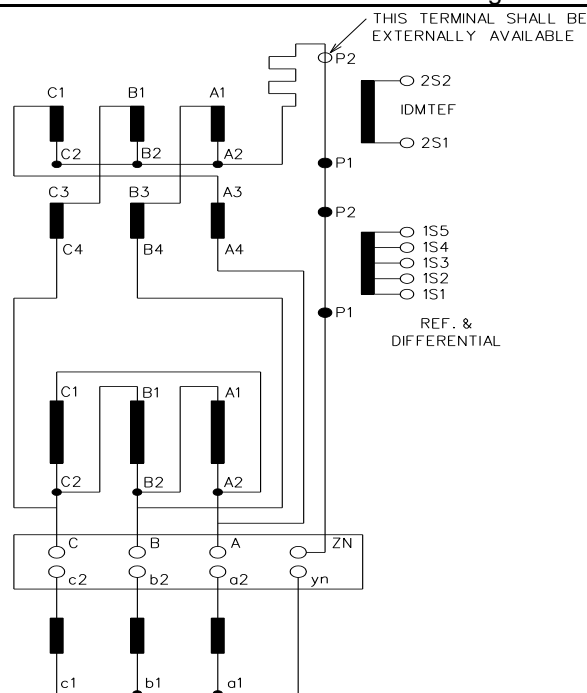 THIS TERMINAL SHALL BE
EXTERNALLY AVAILABLE
P2
2S2
IDMTEF
2S1
C1 B1 A1
C2 B2 A2
P1
C3 B3 A3
P2
C4 B4 A4
1S5
1S4
1S3
1S2
1S1
P1
REF. &
DIFFERENTIAL
C1 B1 A1
C2 B2 A2
C B A ZN
c2 b2 a2 yn
c1 b1 a1